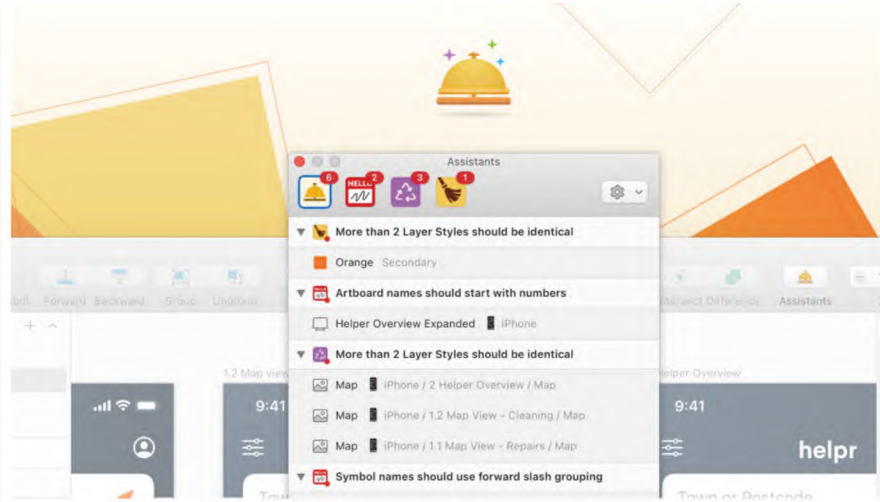 Assistants
6
HELLO
2
3
1
More than 2 Layer Styles should be identical
Orange Secondary
Artboard names should start with numbers
Forward Backward Group Ungroup
Difference Assistants
Helper Overview Expanded iPhone
More than 2 Layer Styles should be identical
1.2 Map view
Helper Overview
Map iPhone / 2 Helper Overview / Map
9:41
9:41
Map iPhone / 1.2 Map View - Cleaning / Map
Map iPhone / 1.1 Map View - Repairs / Map
helpr
Symbol names should use forward slash grouping
Town or Postcode